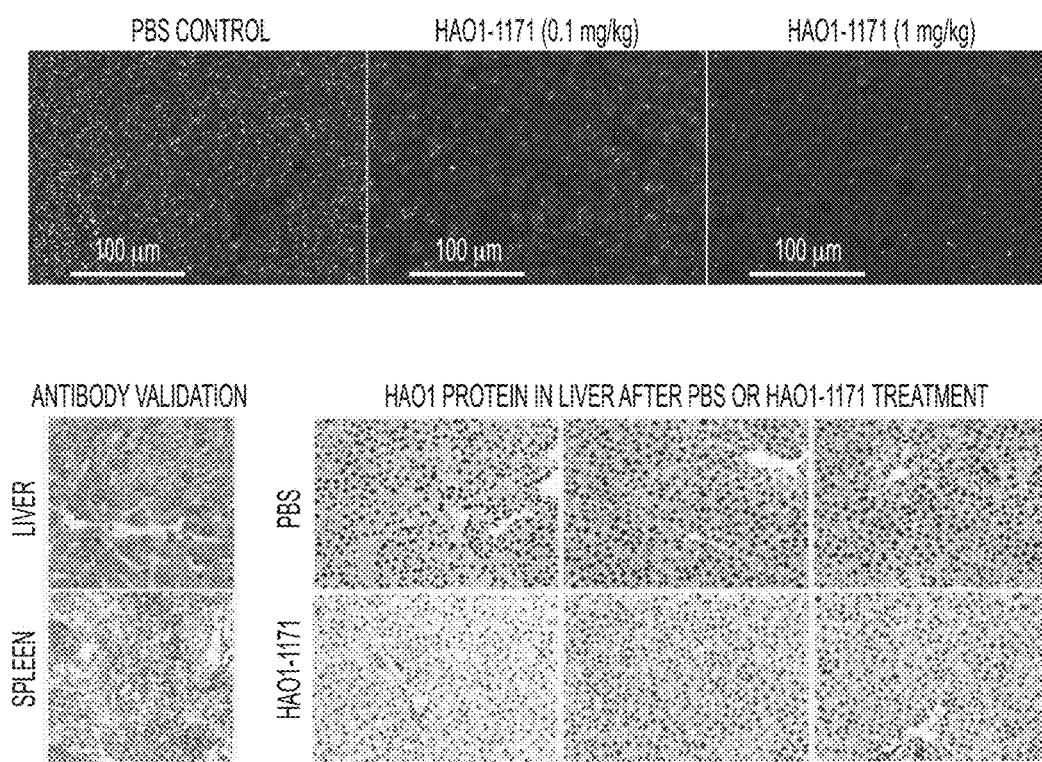 PBS CONTROL
HAO1-1171 (0.1 mg/kg)
HAO1-1171 (1 mg/kg)
100 µm
100 µm
100 µm
ANTIBODY VALIDATION
HAO1 PROTEIN IN LIVER AFTER PBS OR HAO1-1171 TREATMENT
LIVER
PBS
SPLEEN
HAO1-1171